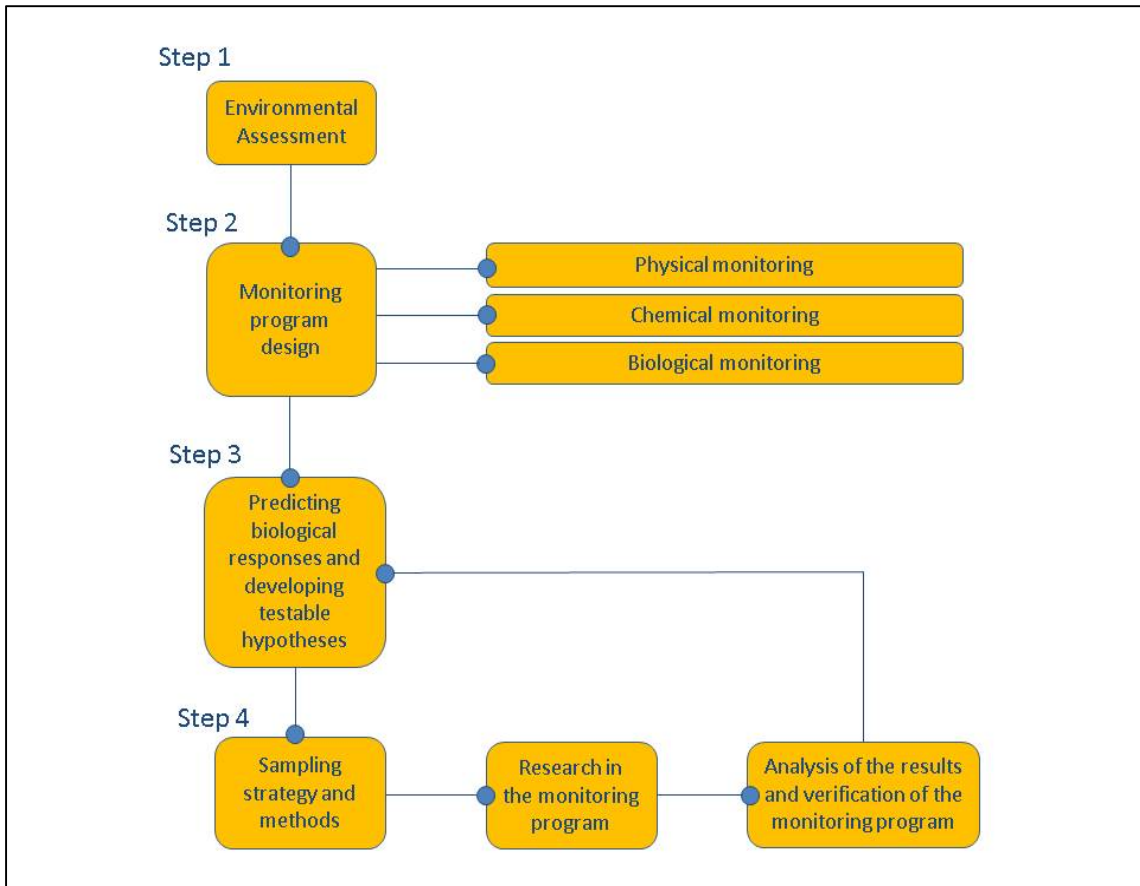 Step 1
Environmental
Assessment
Step 2
Monitoring
program
design
Physical monitoring
Chemical monitoring
Biological monitoring
Step 3
Predicting
biological
responses and
developing
testable
hypotheses
Step 4
Sampling
strategy and
methods
Research in
the monitoring
program
Analysis of the results
and verification of the
monitoring program